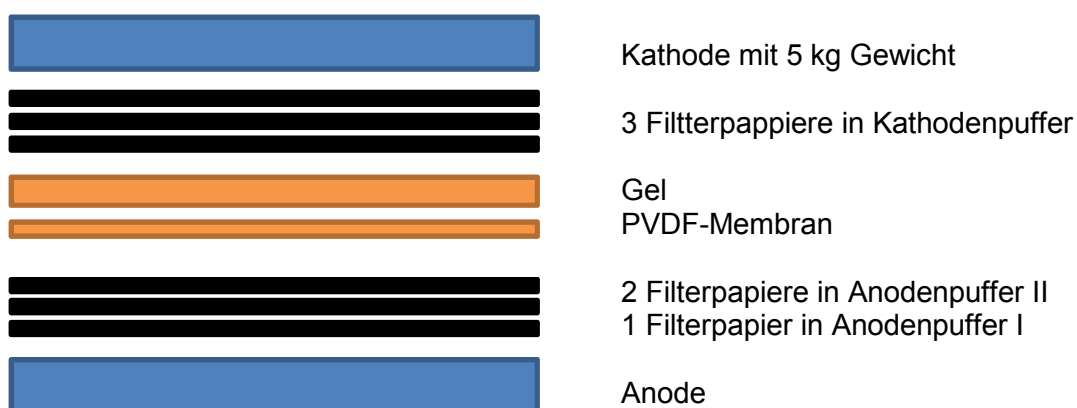 Kathode mit 5 kg Gewicht
3 Filtterpappiere in Kathodenpuffer
Gel
PVDF-Membran
2 Filterpapiere in Anodenpuffer II
1 Filterpapier in Anodenpuffer I
Anode